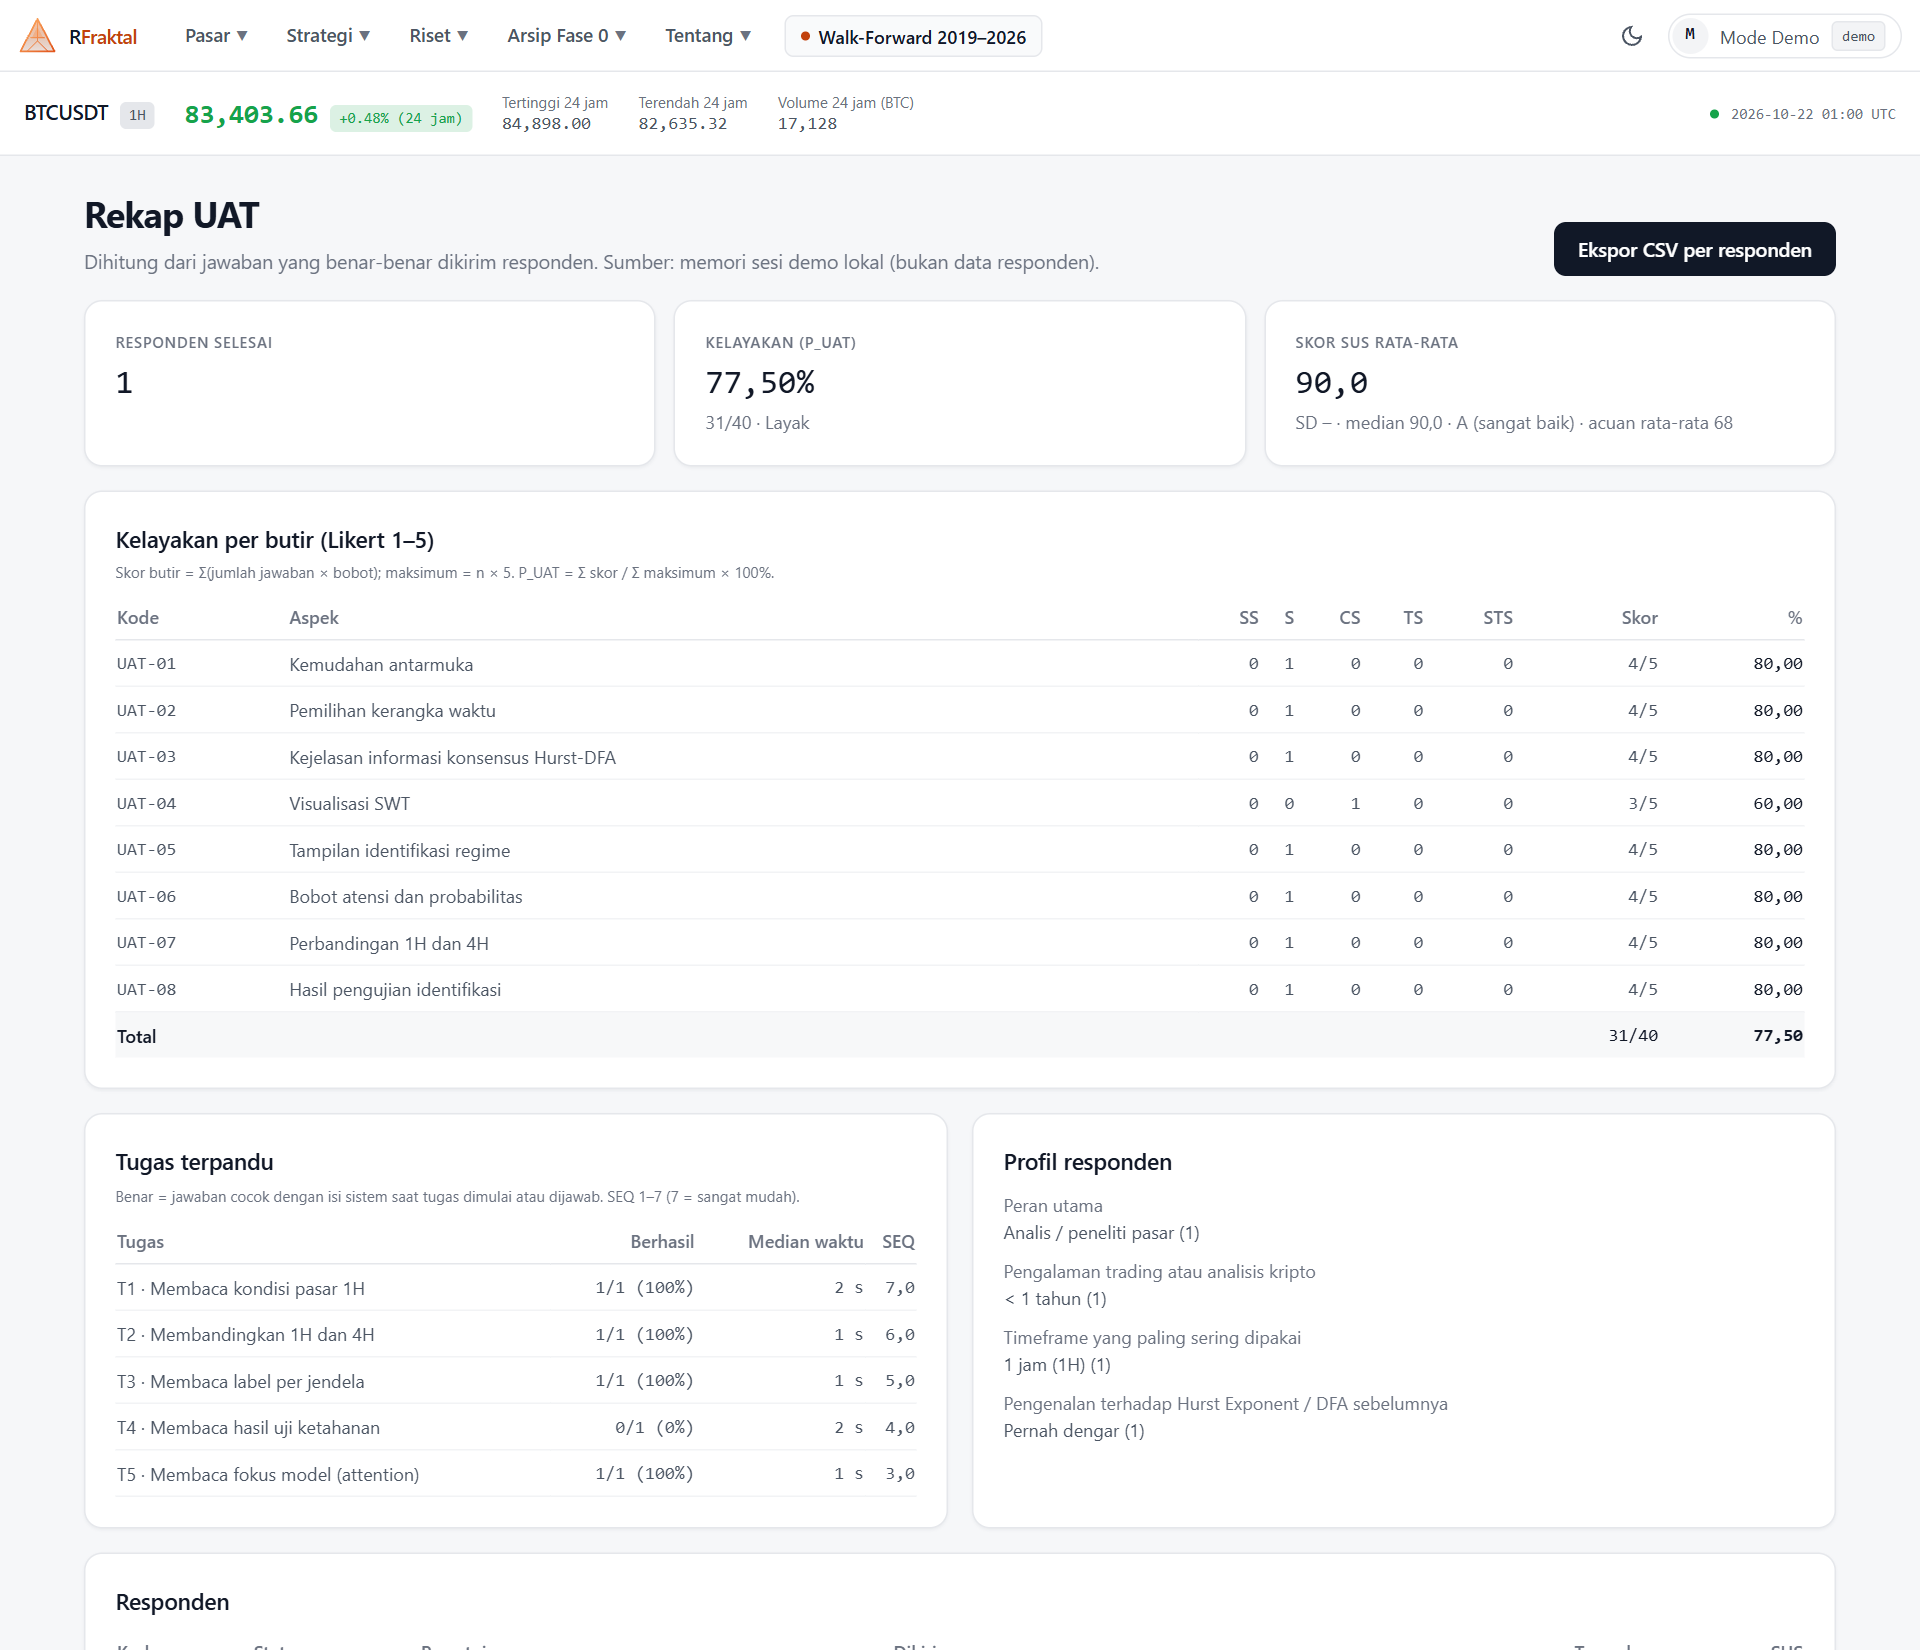 RFraktal
Pasar ▼
Strategi ▼
Riset ▼
Arsip Fase 0 ▼
Tentang ▼
Walk-Forward 2019–2026
M Mode Demo demo
BTCUSDT 1H 83,403.66 +0.48% (24 jam)
Tertinggi 24 jam
84,898.00
Terendah 24 jam
82,635.32
Volume 24 jam (BTC)
17,128
2026-10-22 01:00 UTC
Rekap UAT
Dihitung dari jawaban yang benar-benar dikirim responden. Sumber: memori sesi demo lokal (bukan data responden).
Ekspor CSV per responden
RESPONDEN SELESAI
1
KELAYAKAN (P_UAT)
77,50%
31/40 · Layak
SKOR SUS RATA-RATA
90,0
SD – · median 90,0 · A (sangat baik) · acuan rata-rata 68
Kelayakan per butir (Likert 1–5)
Skor butir = Σ(jumlah jawaban × bobot); maksimum = n × 5. P_UAT = Σ skor / Σ maksimum × 100%.
Kode Aspek SS S CS TS STS Skor %
UAT-01 Kemudahan antarmuka 0 1 0 0 0 4/5 80,00
UAT-02 Pemilihan kerangka waktu 0 1 0 0 0 4/5 80,00
UAT-03 Kejelasan informasi konsensus Hurst-DFA 0 1 0 0 0 4/5 80,00
UAT-04 Visualisasi SWT 0 0 1 0 0 3/5 60,00
UAT-05 Tampilan identifikasi regime 0 1 0 0 0 4/5 80,00
UAT-06 Bobot atensi dan probabilitas 0 1 0 0 0 4/5 80,00
UAT-07 Perbandingan 1H dan 4H 0 1 0 0 0 4/5 80,00
UAT-08 Hasil pengujian identifikasi 0 1 0 0 0 4/5 80,00
Total 31/40 77,50
Tugas terpandu
Benar = jawaban cocok dengan isi sistem saat tugas dimulai atau dijawab. SEQ 1–7 (7 = sangat mudah).
Tugas Berhasil Median waktu SEQ
T1 · Membaca kondisi pasar 1H 1/1 (100%) 2 s 7,0
T2 · Membandingkan 1H dan 4H 1/1 (100%) 1 s 6,0
T3 · Membaca label per jendela 1/1 (100%) 1 s 5,0
T4 · Membaca hasil uji ketahanan 0/1 (0%) 2 s 4,0
T5 · Membaca fokus model (attention) 1/1 (100%) 1 s 3,0
Profil responden
Peran utama
Analis / peneliti pasar (1)
Pengalaman trading atau analisis kripto
< 1 tahun (1)
Timeframe yang paling sering dipakai
1 jam (1H) (1)
Pengenalan terhadap Hurst Exponent / DFA sebelumnya
Pernah dengar (1)
Responden